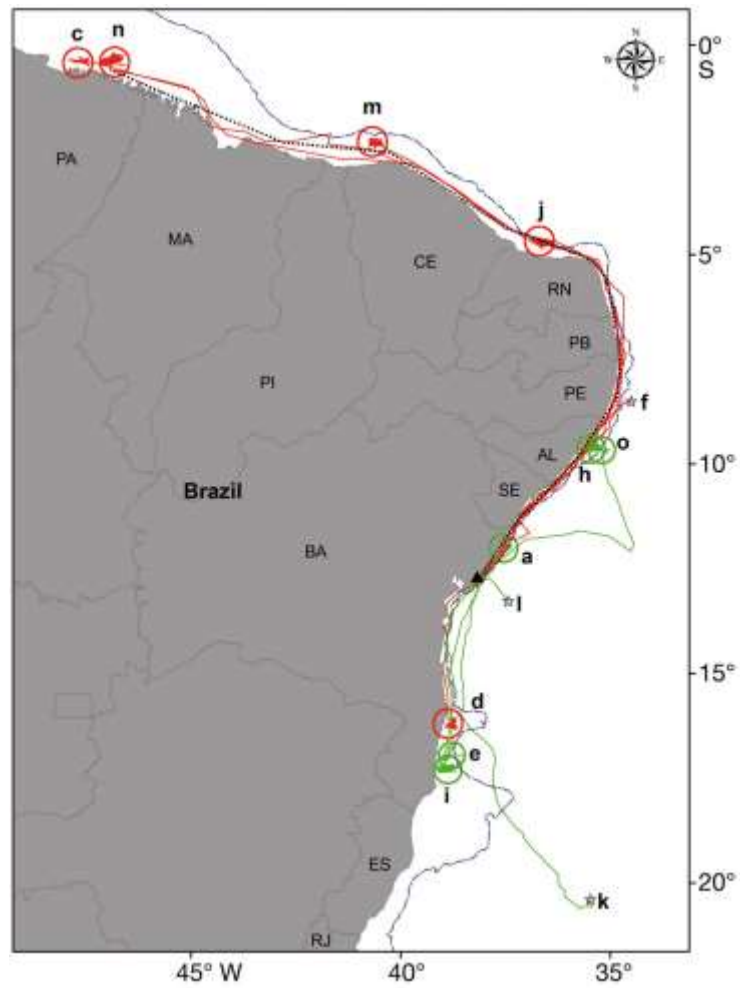 c n
0°
S
N
W E
S
m
PA
j
MA
5°
CE
RN
PB
PI
PE
f
o
AL
10°
h
Brazil
SE
BA
a
l
15°
d
e
i
ES
20°
k
RJ
45° W 40° 35°